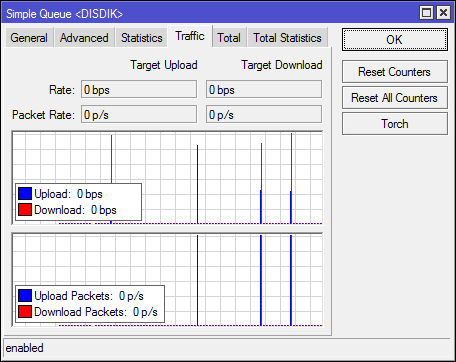 Simple Queue <DISDIK>
General Advanced Statistics Traffic Total Total Statistics
OK
Reset Counters
Reset All Counters
Torch
Target Upload Target Download
Rate: 0 bps 0 bps
Packet Rate: 0 p/s 0 p/s
Upload: 0 bps
Download: 0 bps
Upload Packets: 0 p/s
Download Packets: 0 p/s
enabled